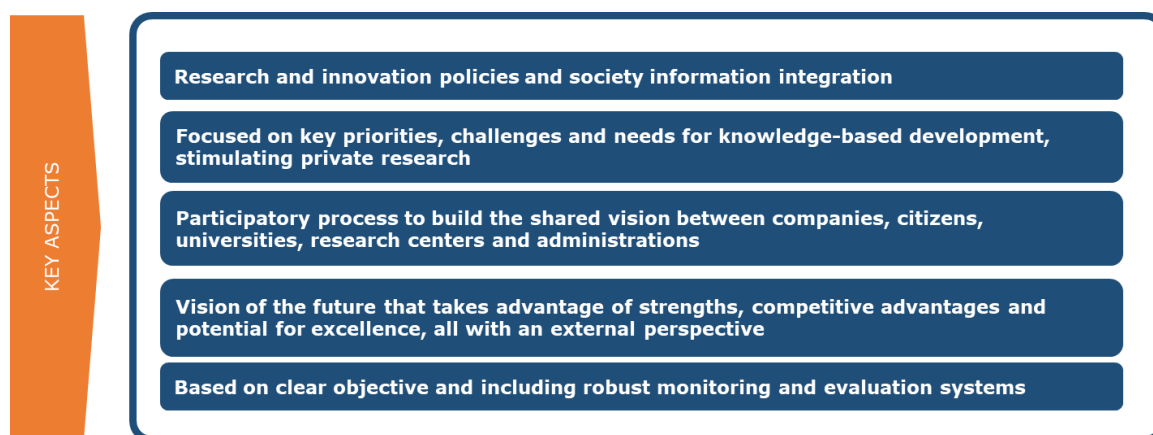 KEY ASPECTS
Research and innovation policies and society information integration
Focused on key priorities, challenges and needs for knowledge-based development,
stimulating private research
Participatory process to build the shared vision between companies, citizens,
universities, research centers and administrations
Vision of the future that takes advantage of strengths, competitive advantages and
potential for excellence, all with an external perspective
Based on clear objective and including robust monitoring and evaluation systems